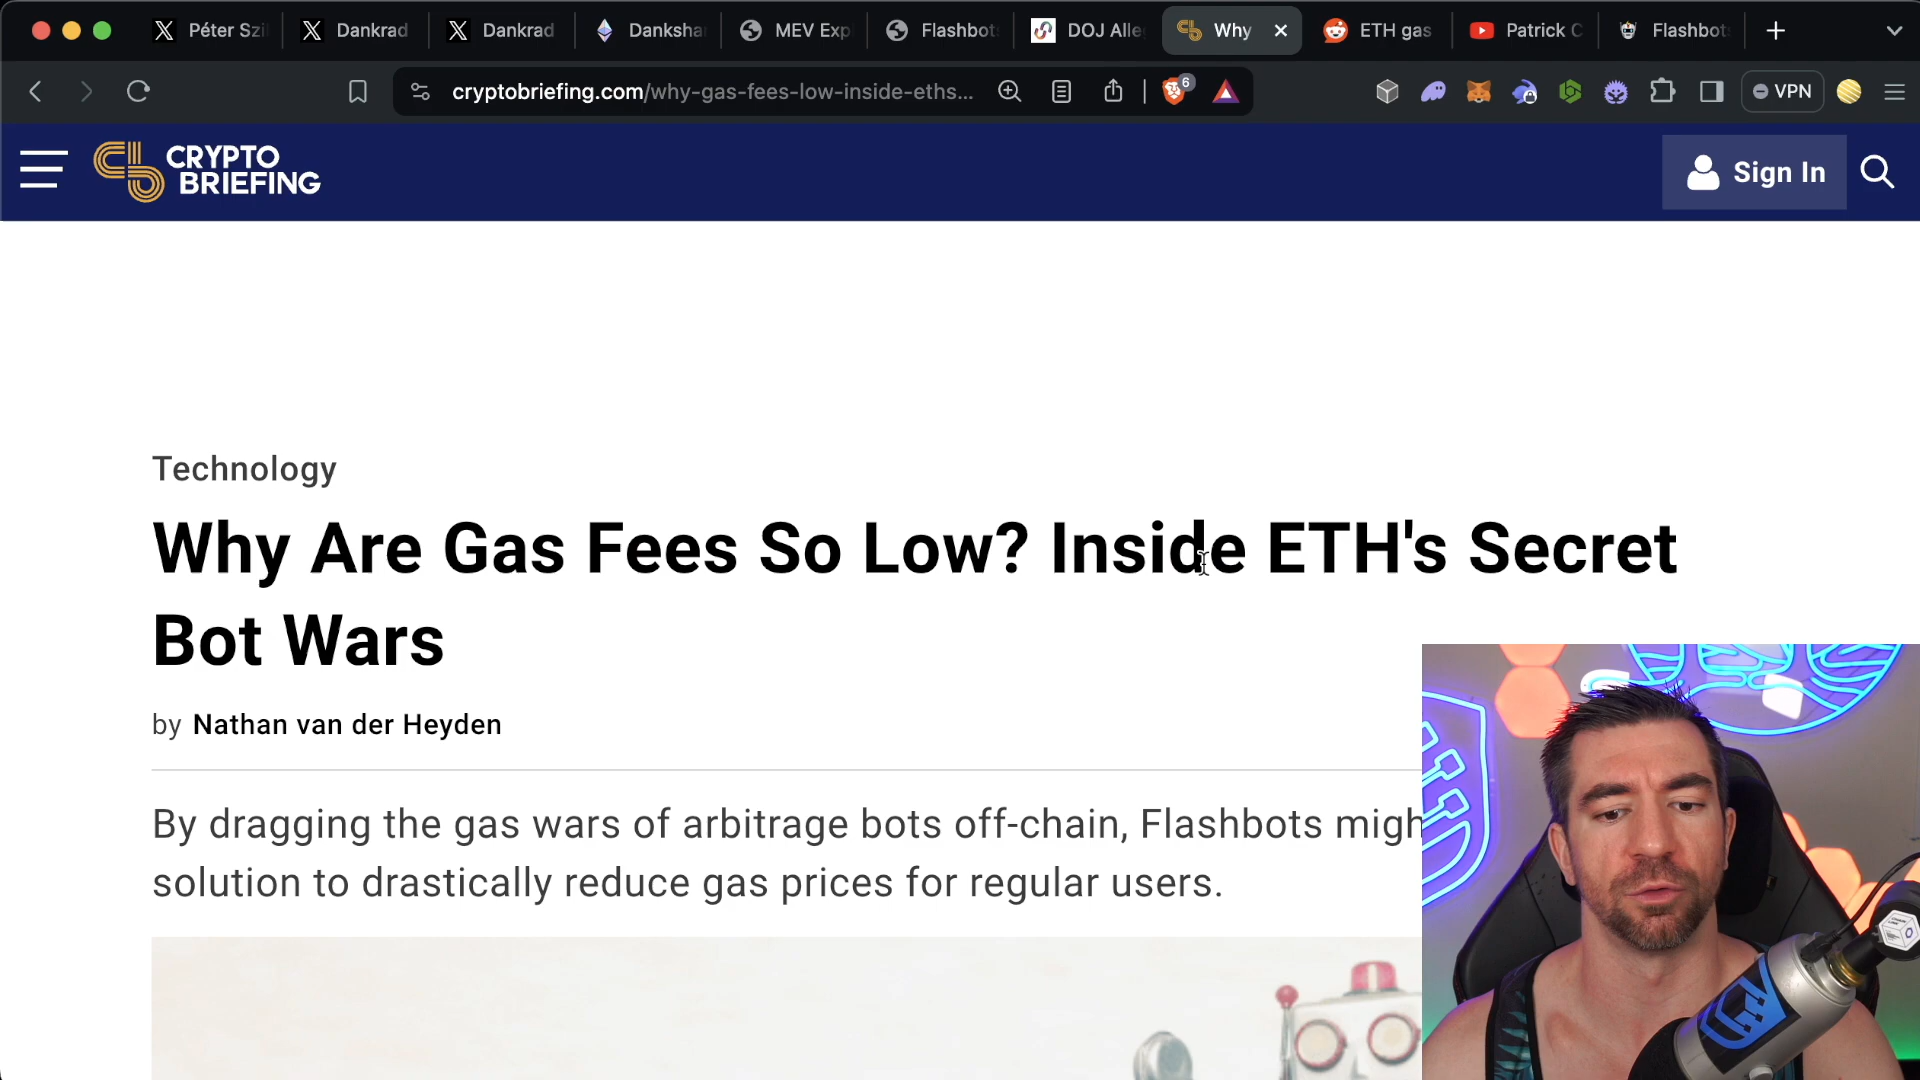 Péter Szil
Dankrad
Dankrad
Danksha
MEV Exp
Flashbot
DOJ Alle
Why
ETH gas
Patrick C
Flashbot
cryptobriefing.com/why-gas-fees-low-inside-eths...
6
VPN
CRYPTO
BRIEFING
Sign In
Technology
Why Are Gas Fees So Low? Inside ETH's Secret
Bot Wars
by Nathan van der Heyden
By dragging the gas wars of arbitrage bots off-chain, Flashbots migh
solution to drastically reduce gas prices for regular users.